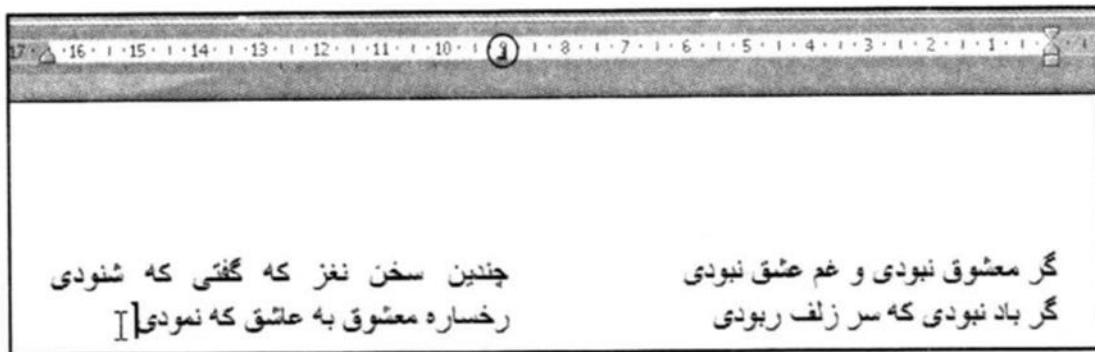 17 16 15 14 13 12 11 10 9 8 7 6 5 4 3 2 1
گر معشوق نبودی و غم عشق نبودی چندین سخن نغز که گفتی که شنودی
گر باد نبودی که سر زلف ربودی رخساره معشوق به عاشق که نمودی